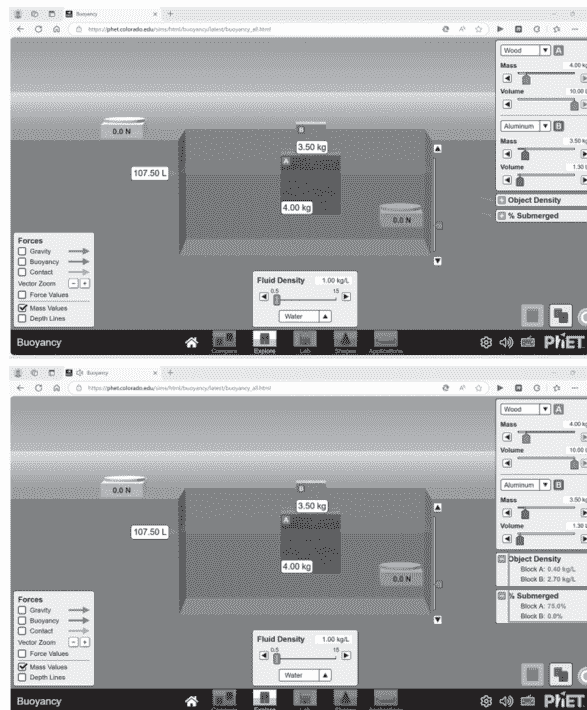 Buoyancy
https://phet.colorado.edu/sims/html/buoyancy/latest/buoyancy_all.html
Wood A
Mass 4.00 kg
Volume 10.00 L
Aluminum B
Mass 3.50 kg
Volume 1.30 L
Object Density
% Submerged
0.0 N
B
3.50 kg
A
107.50 L
4.00 kg
0.0 N
Forces
Gravity
Buoyancy
Contact
Vector Zoom
Force Values
Mass Values
Depth Lines
Fluid Density 1.00 kg/L
0.5 15
Water
Buoyancy
Compare Explore Lab Shapes Applications
PhET
Buoyancy
https://phet.colorado.edu/sims/html/buoyancy/latest/buoyancy_all.html
Wood A
Mass 4.00 kg
Volume 10.00 L
Aluminum B
Mass 3.50 kg
Volume 1.30 L
Object Density
Block A: 0.40 kg/L
Block B: 2.70 kg/L
% Submerged
Block A: 75.0%
Block B: 0.0%
0.0 N
B
3.50 kg
A
107.50 L
4.00 kg
0.0 N
Forces
Gravity
Buoyancy
Contact
Vector Zoom
Force Values
Mass Values
Depth Lines
Fluid Density 1.00 kg/L
0.5 15
Water
Buoyancy
Compare Explore Lab Shapes Applications
PhET